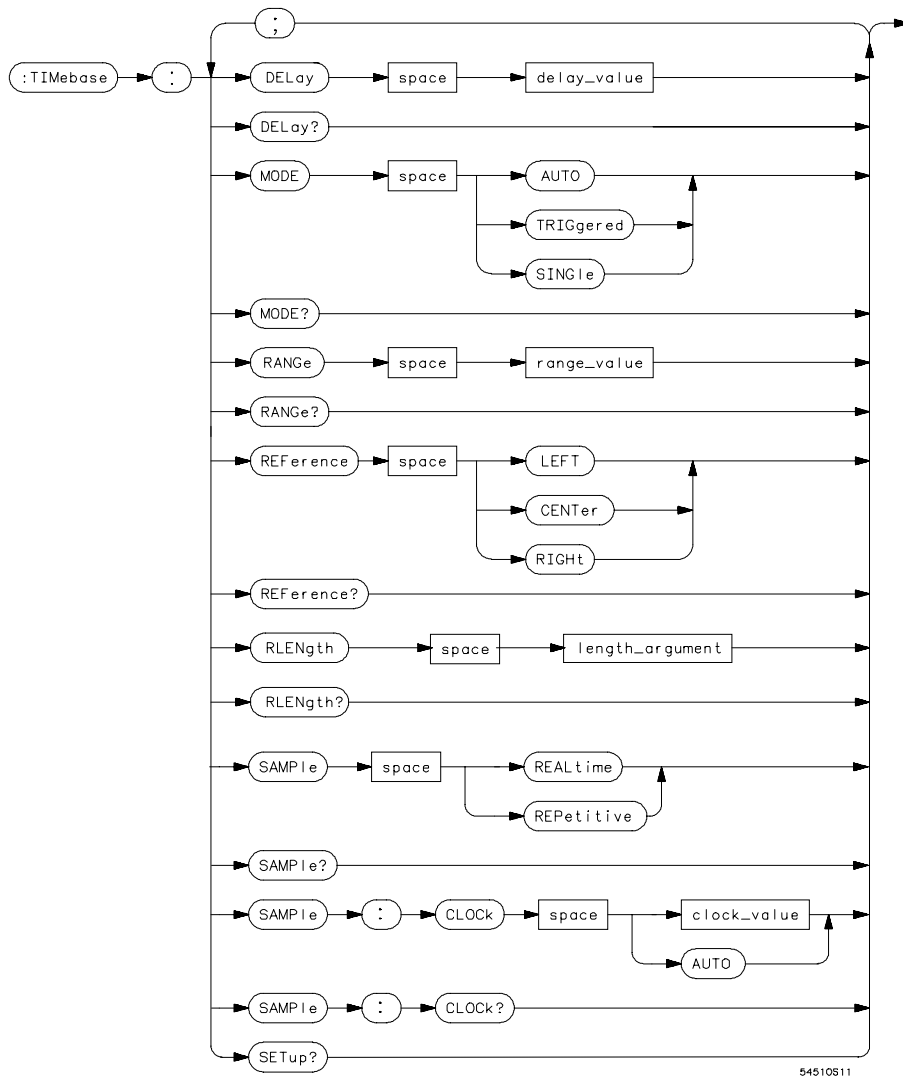 ;
:TIMebase : DELay space delay_value
DELay?
MODE space AUTO
TRIGgered
SINGle
MODE?
RANGe space range_value
RANGe?
REFerence space LEFT
CENTer
RIGHt
REFerence?
RLENgth space length_argument
RLENgth?
SAMPle space REALtime
REPetitive
SAMPle?
SAMPle : CLOCk space clock_value
AUTO
SAMPle : CLOCk?
SETup?
54510S11